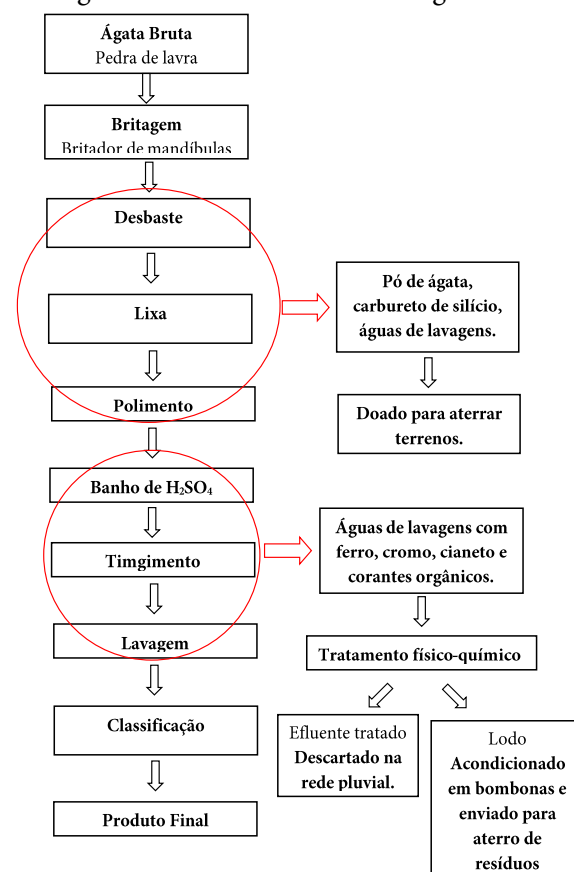 Ágata Bruta
Pedra de lavra
Britagem
Britador de mandíbulas
Desbaste
Lixa
Polimento
Pó de ágata,
carbureto de silício,
águas de lavagens.
Doado para aterrar
terrenos.
Banho de H₂SO₄
Timgimento
Lavagem
Águas de lavagens com
ferro, cromo, cianeto e
corantes orgânicos.
Tratamento físico-químico
Efluente tratado
Descartado na
rede pluvial.
Lodo
Acondicionado
em bombonas e
enviado para
aterro de
resíduos
Classificação
Produto Final